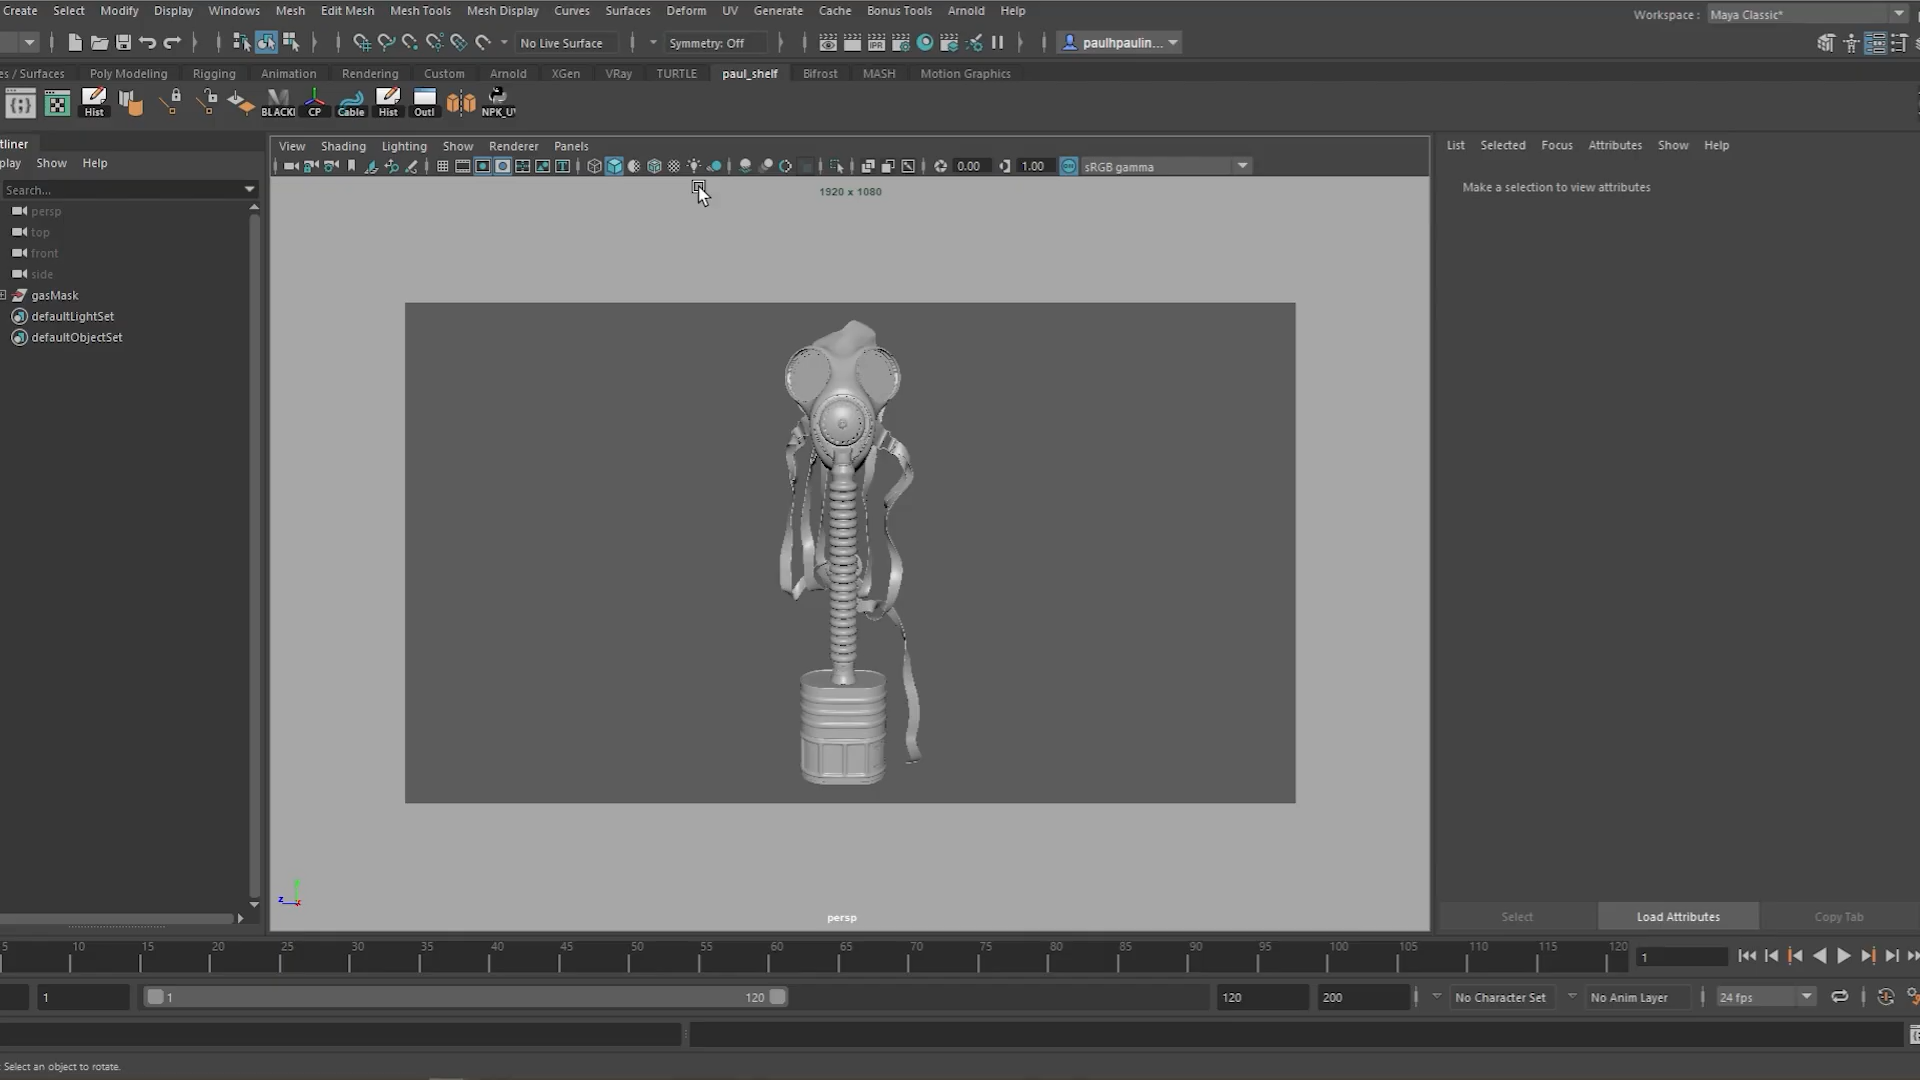 Create Select Modify Display Windows Mesh Edit Mesh Mesh Tools Mesh Display Curves Surfaces Deform UV Generate Cache Bonus Tools Arnold Help
Workspace : Maya Classic*
No Live Surface Symmetry: Off paulhpaulin...
es / Surfaces Poly Modeling Rigging Animation Rendering Custom Arnold XGen VRay TURTLE paul_shelf Bifrost MASH Motion Graphics
Hist BLACKI CP Cable Hist Outl NPK_U
tliner
play Show Help
View Shading Lighting Show Renderer Panels
List Selected Focus Attributes Show Help
0.00 1.00 ON sRGB gamma
Search...
1920 x 1080
Make a selection to view attributes
persp
top
front
side
gasMask
defaultLightSet
defaultObjectSet
z
persp
Select Load Attributes Copy Tab
5 10 15 20 25 30 35 40 45 50 55 60 65 70 75 80 85 90 95 100 105 110 115 120
1
1 1 120 120 200 No Character Set No Anim Layer 24 fps
Select an object to rotate.